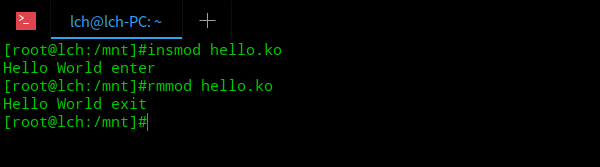 lch@lch-PC: ~
[root@lch:/mnt]#insmod hello.ko
Hello World enter
[root@lch:/mnt]#rmmod hello.ko
Hello World exit
[root@lch:/mnt]#